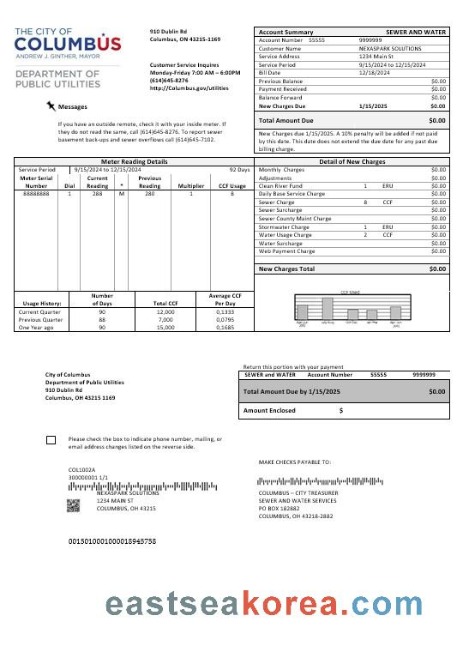 THE CITY OF
COLUMBUS
ANDREW J. GINTHER, MAYOR
DEPARTMENT OF
PUBLIC UTILITIES
910 Dublin Rd
Columbus, OH 43215-1169
Customer Service Inquires
Monday-Friday 7:00 AM – 6:00PM
(614)645-8276
http://Columbus.gov/utilities
Messages
If you are outside remote, check if what your inside meter. If
they do not read the same, call (614)645-8276. To report sewer
basement back-ups and sewer overflows call (614)645-7102.
Account Summary SEWER AND WATER
Account Number 55555 9999999
Customer Name NEXASPARK SOLUTIONS
Service Address 1234 Main St
Service Period 9/15/2024 to 12/15/2024
Bill Date 12/18/2024
Previous Balance $0.00
Payment Received $0.00
Balance Forward $0.00
New Charges Due 1/15/2025 $0.00
Total Amount Due $0.00
New Charges due 1/15/2025. A 10% penalty will be added if not paid
by this date. This date does not extend the due date for any past due
billing charge.
Meter Reading Details
Service Period 9/15/2024 to 12/15/2024 92 Days
Meter Serial Number Dial Current Reading * Previous Reading Multiplier CCF Usage
88888888 1 288 M 280 1 8
Usage History: Number of Days Total CCF Average CCF Per Day
Current Quarter 90 12,000 0,1333
Previous Quarter 88 7,000 0,0795
One Year ago 90 15,000 0,1685
Detail of New Charges
Monthly Charges $0.00
Adjustments $0.00
Clean River Fund 1 ERU $0.00
Daily Base Service Charge $0.00
Sewer Charge 8 CCF $0.00
Sewer Surcharge $0.00
Sewer County Maint Charge $0.00
Stormwater Charge 1 ERU $0.00
Water Usage Charge 2 CCF $0.00
Water Surcharge $0.00
Web Payment Charge $0.00
New Charges Total $0.00
CCF USAGE
City of Columbus
Department of Public Utilities
910 Dublin Rd
Columbus, OH 43215 1169
Return this portion with your payment
SEWER AND WATER Account Number 55555 9999999
Total Amount Due by 1/15/2025 $0.00
Amount Enclosed $
Please check the box to indicate phone number, mailing, or
email address changes listed on the reverse side.
COL1002A
300000001 1/1
NEXASPARK SOLUTIONS
1234 MAIN ST
COLUMBUS, OH 43215
MAKE CHECKS PAYABLE TO:
COLUMBUS – CITY TREASURER
SEWER AND WATER SERVICES
PO BOX 182882
COLUMBUS, OH 43218-2882
eastseakorea.com